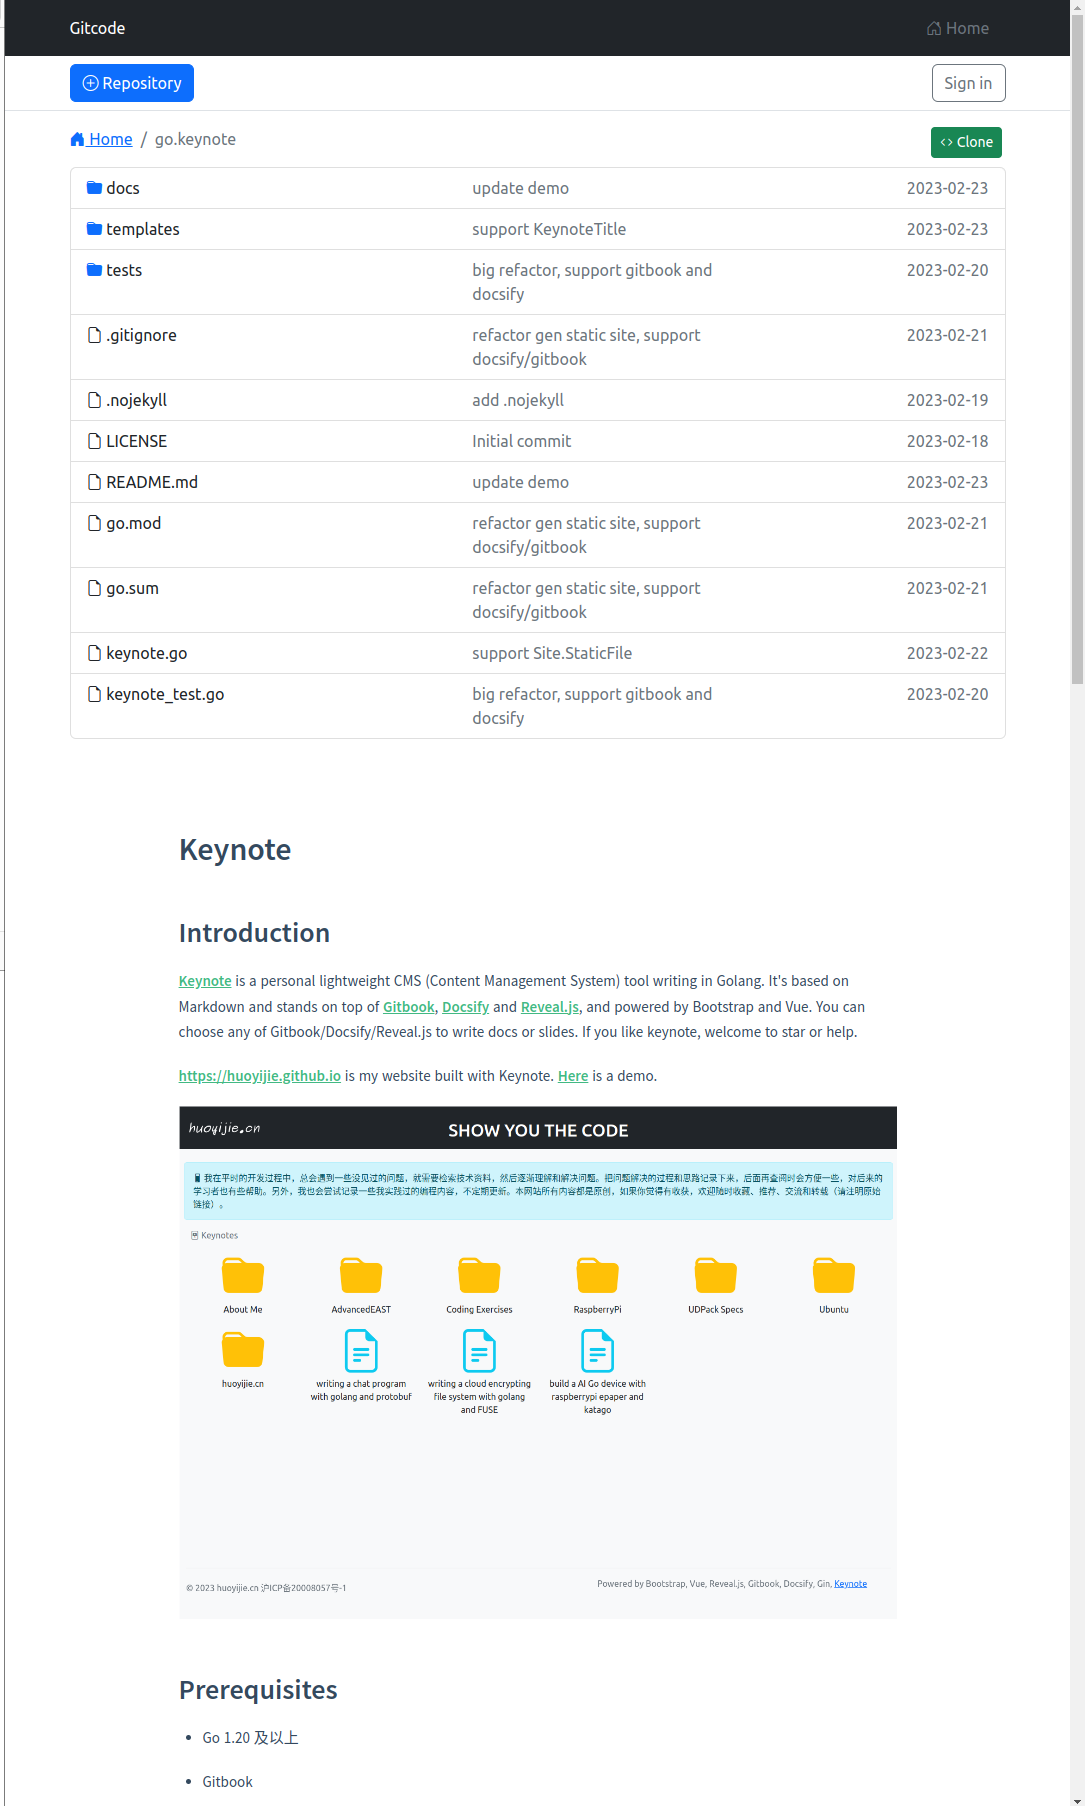 Gitcode
Home
Repository
Sign in
Home / go.keynote
Clone
docs update demo 2023-02-23
templates support KeynoteTitle 2023-02-23
tests big refactor, support gitbook and 2023-02-20
docsify
.gitignore refactor gen static site, support 2023-02-21
docsify/gitbook
.nojekyll add .nojekyll 2023-02-19
LICENSE Initial commit 2023-02-18
README.md update demo 2023-02-23
go.mod refactor gen static site, support 2023-02-21
docsify/gitbook
go.sum refactor gen static site, support 2023-02-21
docsify/gitbook
keynote.go support Site.StaticFile 2023-02-22
keynote_test.go big refactor, support gitbook and 2023-02-20
docsify
Keynote
Introduction
Keynote is a personal lightweight CMS (Content Management System) tool writing in Golang. It's based on
Markdown and stands on top of Gitbook, Docsify and Reveal.js, and powered by Bootstrap and Vue. You can
choose any of Gitbook/Docsify/Reveal.js to write docs or slides. If you like keynote, welcome to star or help.
https://huoyijie.github.io is my website built with Keynote. Here is a demo.
huoyijie.cn
SHOW YOU THE CODE
我在平时的开发过程中，总会遇到一些没见过的问题，就需要检索技术资料，然后逐渐理解和解决问题。把问题解决的过程和思路记录下来，后面再查阅时会方便一些，对后来的
学习者也有些帮助。另外，我也会尝试记录一些我实践过的编程内容，不定期更新。本网站所有内容都是原创，如果你觉得有收获，欢迎随时收藏、推荐、交流和转载（请注明原始
链接）。
Keynotes
About Me
AdvancedEAST
Coding Exercises
RaspberryPi
UDPack Specs
Ubuntu
huoyijie.cn
writing a chat program
with golang and protobuf
writing a cloud encrypting
file system with golang
and FUSE
build a AI Go device with
raspberrypi epaper and
katago
© 2023 huoyijie.cn 沪ICP备20008057号-1
Powered by Bootstrap, Vue, Reveal.js, Gitbook, Docsify, Gin, Keynote
Prerequisites
• Go 1.20 及以上
• Gitbook